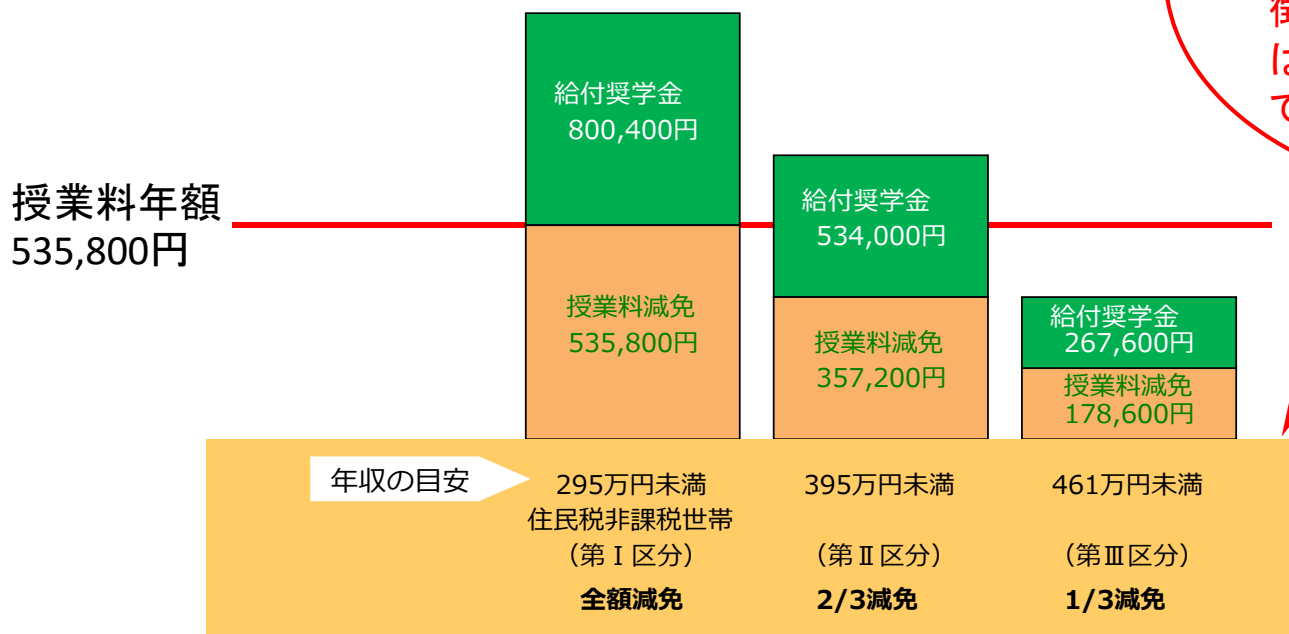 給付奨学金
800,400円
授業料年額
535,800円
授業料減免
535,800円
給付奨学金
534,000円
授業料減免
357,200円
給付奨学金
267,600円
授業料減免
178,600円
年収の目安
295万円未満
住民税非課税世帯
（第Ⅰ区分）
全額減免
395万円未満
（第Ⅱ区分）
2/3減免
461万円未満
（第Ⅲ区分）
1/3減免